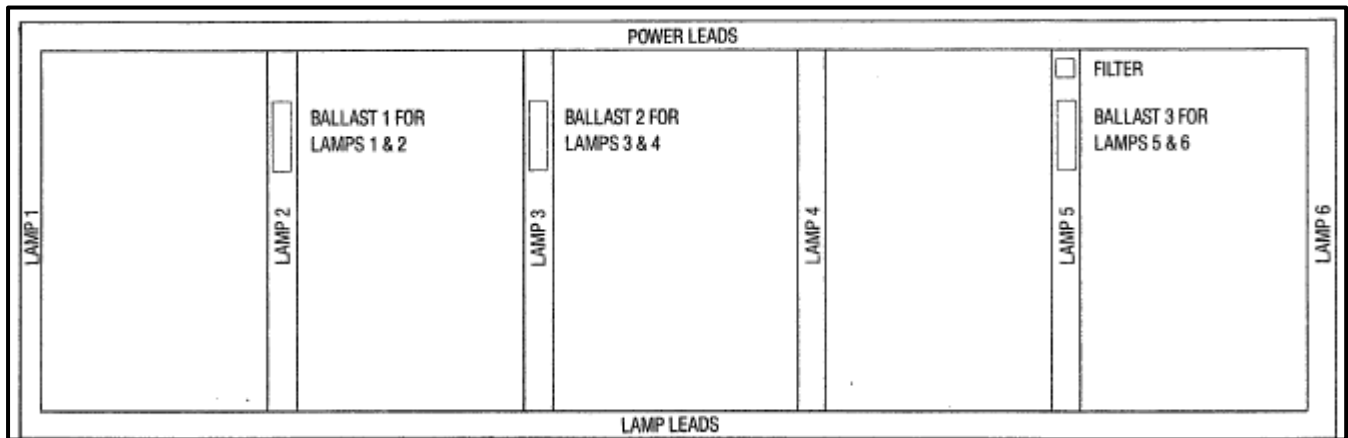 POWER LEADS
FILTER
BALLAST 1 FOR
LAMPS 1 & 2
BALLAST 2 FOR
LAMPS 3 & 4
BALLAST 3 FOR
LAMPS 5 & 6
LAMP 1
LAMP 2
LAMP 3
LAMP 4
LAMP 5
LAMP 6
LAMP LEADS